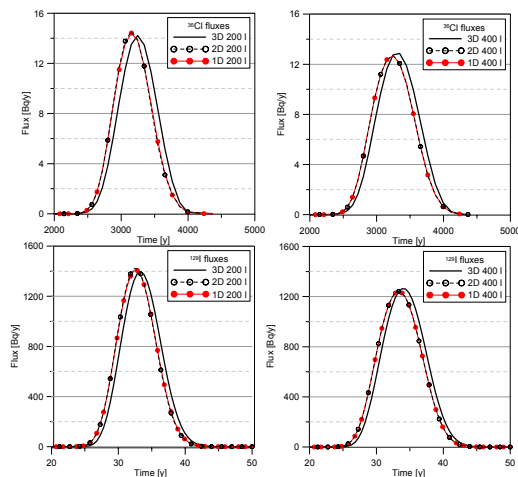 16
12
8
4
0
Flux [Bq/y]
2000 3000 4000 5000
Time [y]
³⁶Cl fluxes
3D 200 l
2D 200 l
1D 200 l
16
12
8
4
0
Flux [Bq/y]
2000 3000 4000 5000
Time [y]
³⁶Cl fluxes
3D 400 l
2D 400 l
1D 400 l
1600
1200
800
400
0
Flux [Bq/y]
20 30 40 50
Time [y]
¹²⁹I fluxes
3D 200 l
2D 200 l
1D 200 l
1600
1200
800
400
0
Flux [Bq/y]
20 30 40 50
Time [y]
¹²⁹I fluxes
3D 400 l
2D 400 l
1D 400 l